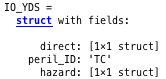 IO_YDS =
struct with fields:
direct: [1×1 struct]
peril_ID: 'TC'
hazard: [1×1 struct]